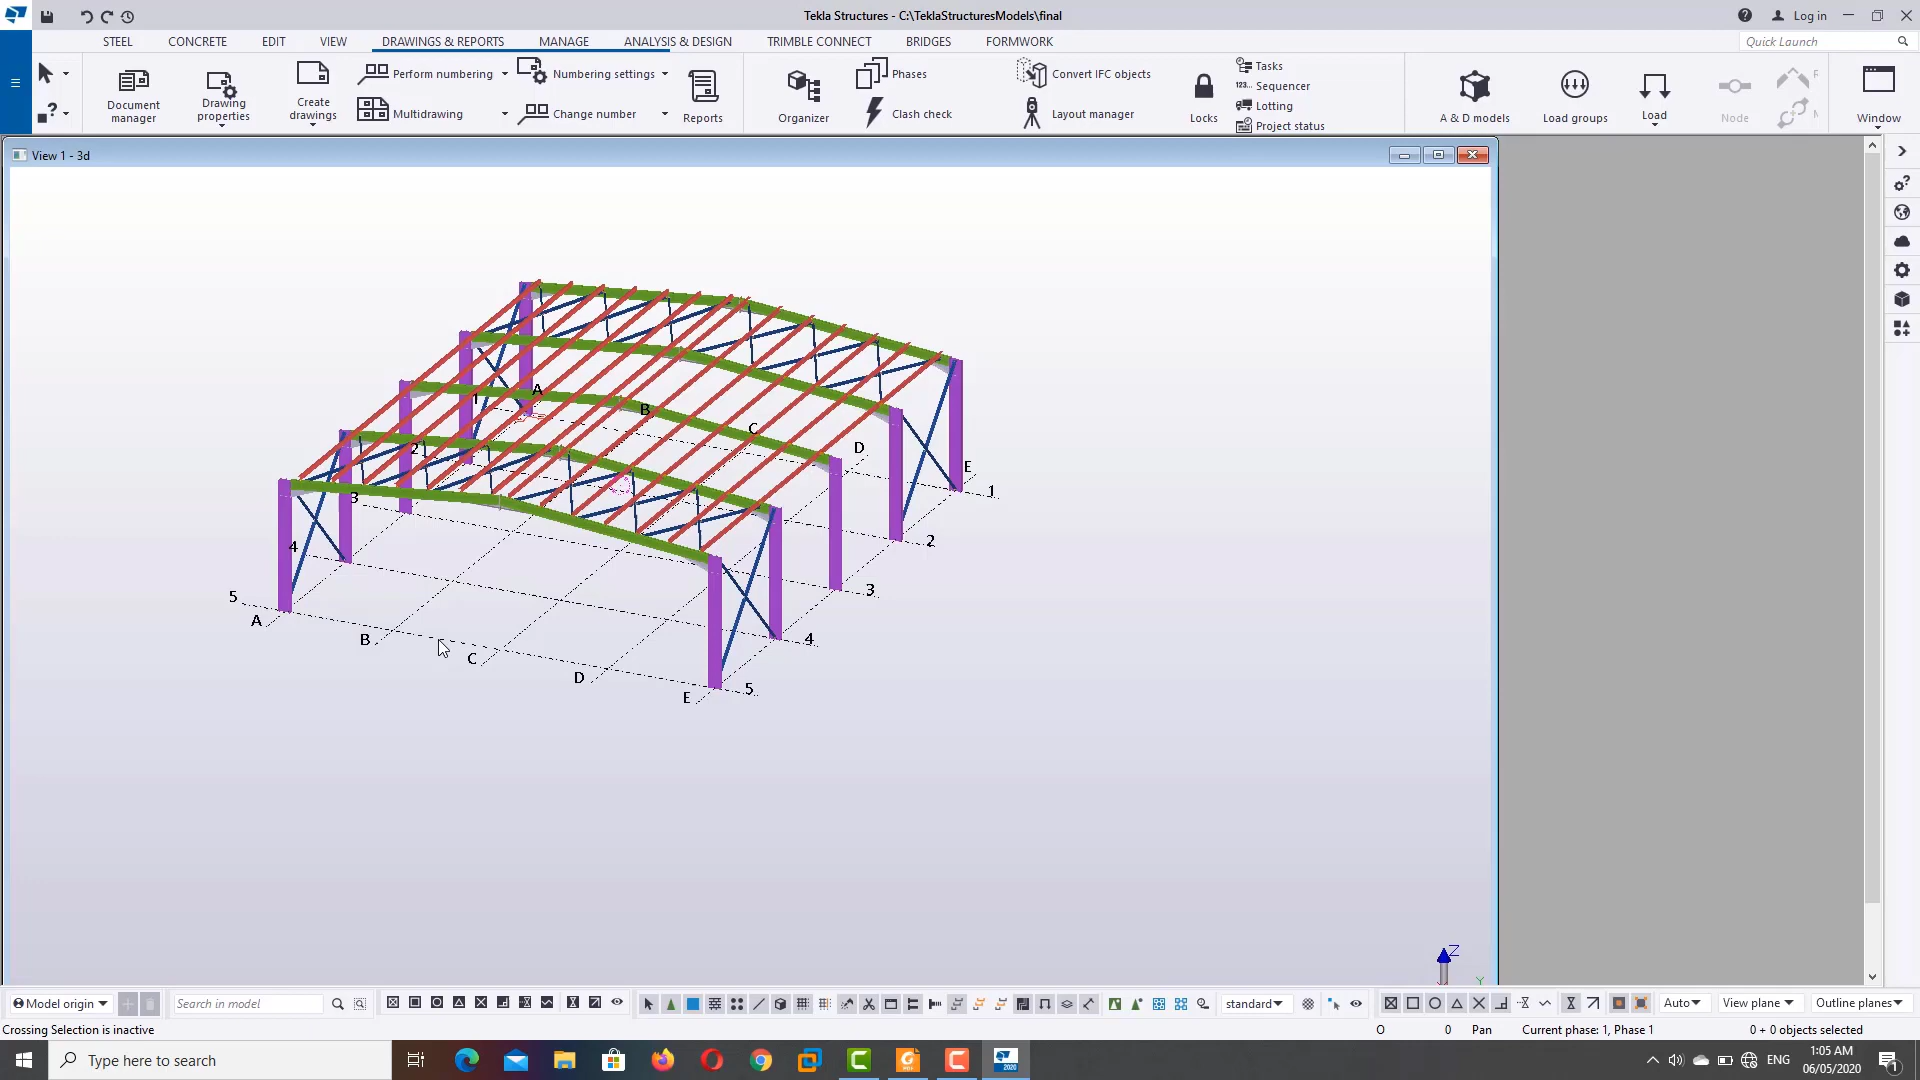 Tekla Structures - C:\TeklaStructuresModels\final
Log in
STEEL CONCRETE EDIT VIEW DRAWINGS & REPORTS MANAGE ANALYSIS & DESIGN TRIMBLE CONNECT BRIDGES FORMWORK
Quick Launch
Document manager
Drawing properties
Create drawings
Perform numbering
Multidrawing
Numbering settings
Change number
Reports
Organizer
Phases
Clash check
Convert IFC objects
Layout manager
Locks
Tasks
Sequencer
Lotting
Project status
A & D models
Load groups
Load
Node
Window
View 1 - 3d
A
1
B
C
2
D
E
1
3
2
4
3
5
A
B
4
C
D
5
E
Z
Y
Model origin
Search in model
standard
Auto
View plane
Outline planes
Crossing Selection is inactive
O 0 Pan Current phase: 1, Phase 1 0 + 0 objects selected
Type here to search
2020
ENG
1:05 AM
06/05/2020
1